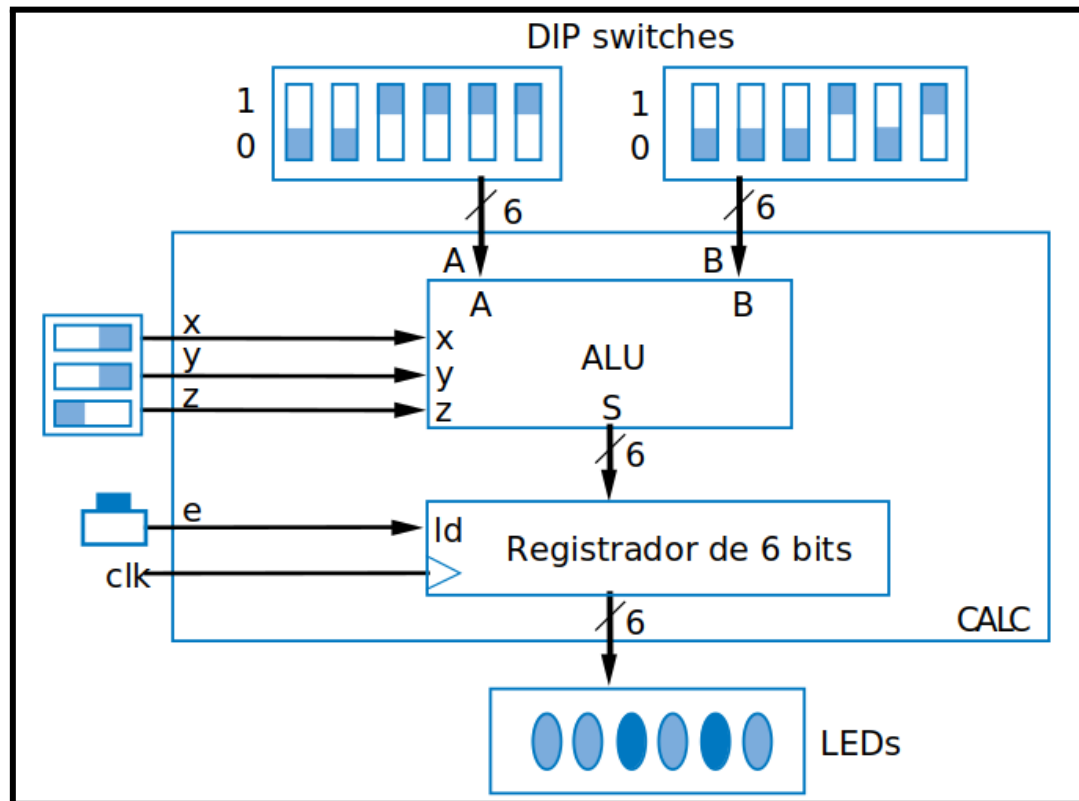 DIP switches
1
0
1
0
6
6
A
B
A
B
x
x
y
y
z
z
ALU
S
6
e
ld
Registrador de 6 bits
clk
6
CALC
LEDs